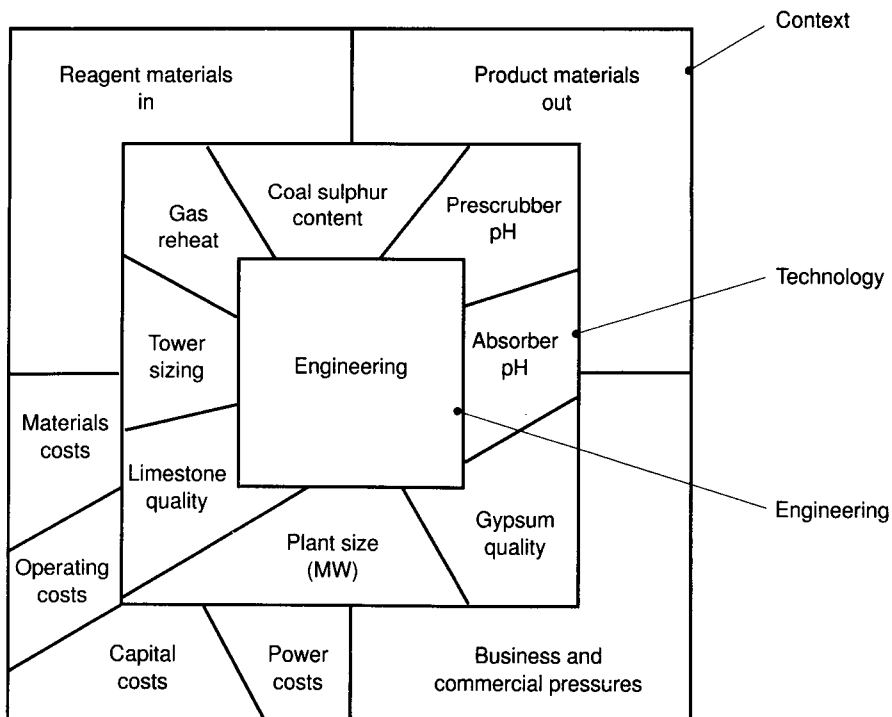 Context
Reagent materials
in
Product materials
out
Coal sulphur
content
Prescrubber
pH
Gas
reheat
Technology
Tower
sizing
Engineering
Absorber
pH
Materials
costs
Limestone
quality
Gypsum
quality
Engineering
Plant size
(MW)
Operating
costs
Capital
costs
Power
costs
Business and
commercial pressures